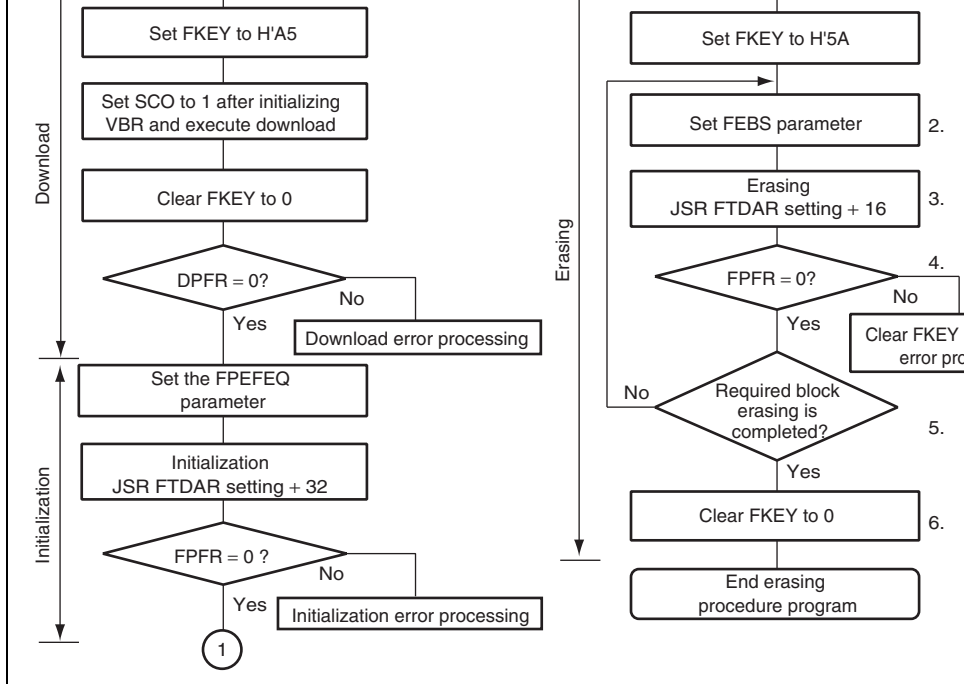 Set FKEY to H'A5
Set SCO to 1 after initializing
VBR and execute download
Download
Clear FKEY to 0
DPFR = 0?
No
Yes
Download error processing
Set the FPEFEQ
parameter
Initialization
Initialization
JSR FTDAR setting + 32
FPFR = 0 ?
No
Yes
Initialization error processing
1
Set FKEY to H'5A
Set FEBS parameter
2.
Erasing
JSR FTDAR setting + 16
3.
Erasing
4.
FPFR = 0?
No
Yes
Clear FKEY
error pro
No
Required block
erasing is
completed?
5.
Yes
Clear FKEY to 0
6.
End erasing
procedure program